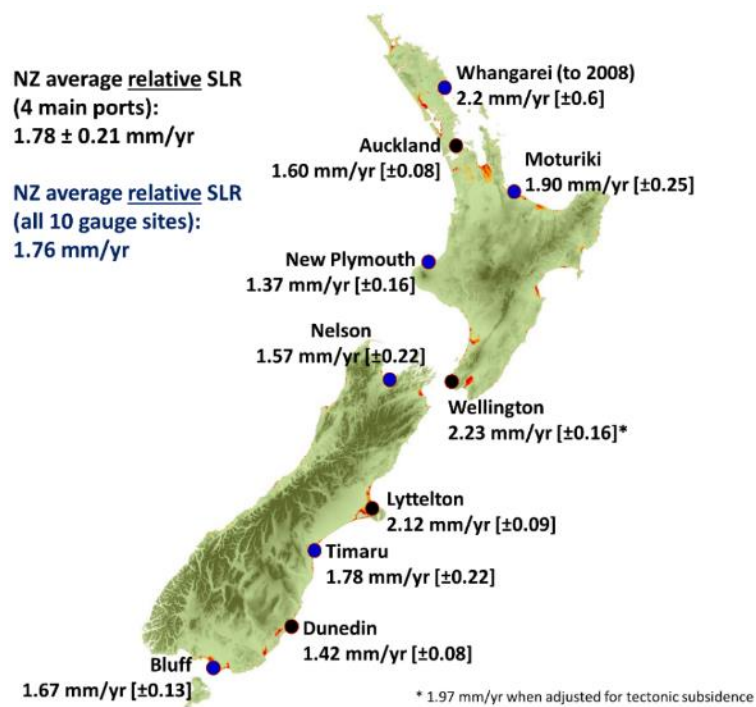 NZ average relative SLR
(4 main ports):
1.78 ± 0.21 mm/yr
NZ average relative SLR
(all 10 gauge sites):
1.76 mm/yr
Whangarei (to 2008)
2.2 mm/yr [±0.6]
Auckland
1.60 mm/yr [±0.08]
Moturiki
1.90 mm/yr [±0.25]
New Plymouth
1.37 mm/yr [±0.16]
Nelson
1.57 mm/yr [±0.22]
Wellington
2.23 mm/yr [±0.16]*
Lyttelton
2.12 mm/yr [±0.09]
Timaru
1.78 mm/yr [±0.22]
Dunedin
1.42 mm/yr [±0.08]
Bluff
1.67 mm/yr [±0.13]
* 1.97 mm/yr when adjusted for tectonic subsidence